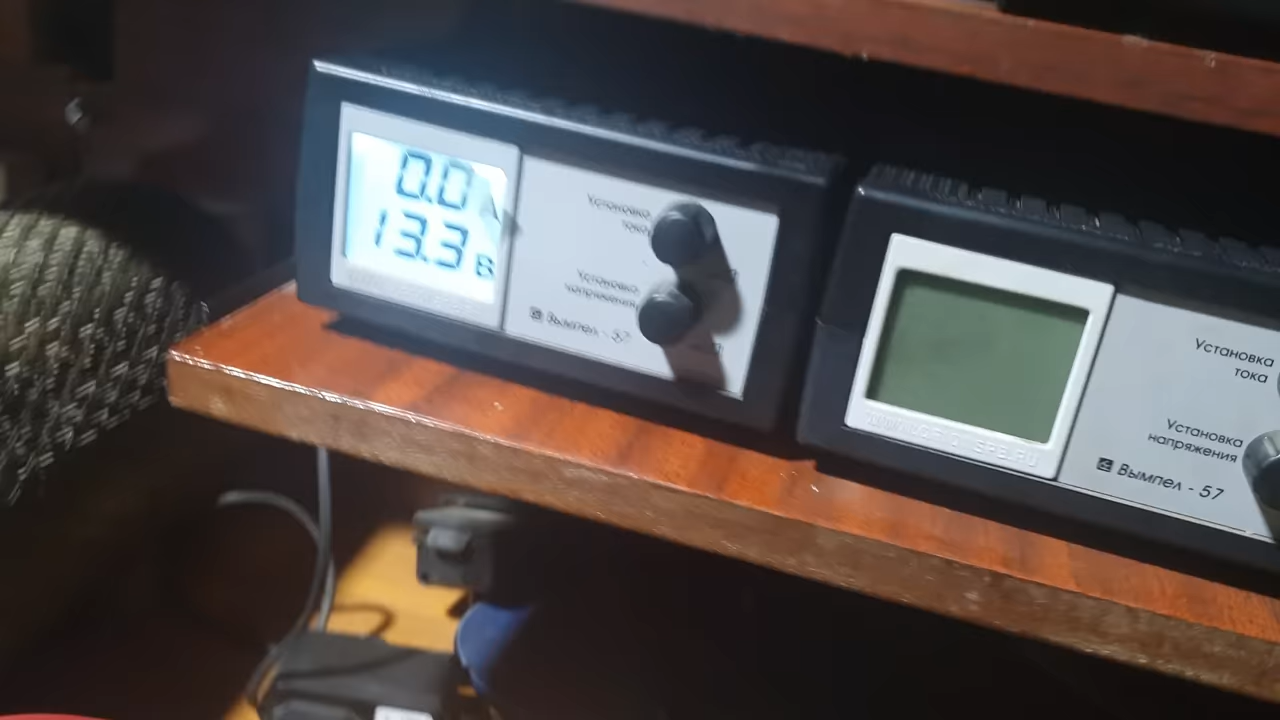 0.0 А
13.3 В
Установка
тока
Установка
напряжения
Вымпел - 57
Установка
тока
Установка
напряжения
Вымпел - 57